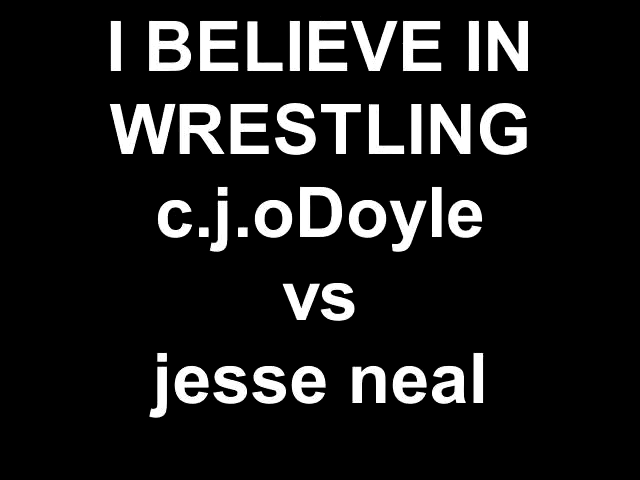 I BELIEVE IN
WRESTLING
c.j.oDoyle
vs
jesse neal